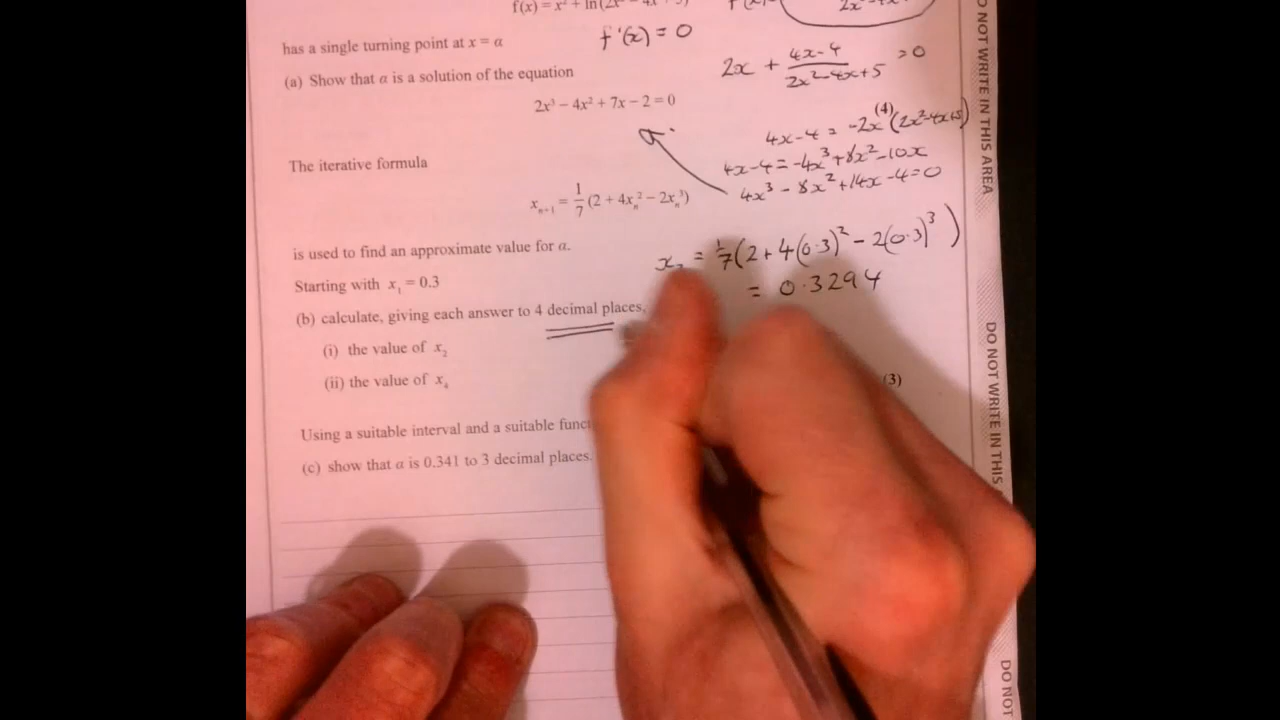 f(x) = x² + ln(2x² − 4x + 5)
has a single turning point at x = α
f'(x) = 0
(a) Show that α is a solution of the equation
2x + (4x-4)/(2x²-4x+5) = 0
2x³ − 4x² + 7x − 2 = 0
(4)
4x-4 = -2x(2x²-4x+5)
4x-4 = -4x³+8x²-10x
4x³ - 8x² + 14x - 4 = 0
The iterative formula
xₙ₊₁ = 1/7 (2 + 4xₙ² − 2xₙ³)
is used to find an approximate value for α.
x₂ = 1/7 (2 + 4(0.3)² - 2(0.3)³)
= 0.3294
Starting with x₁ = 0.3
(b) calculate, giving each answer to 4 decimal places,
(i) the value of x₂
(ii) the value of x₄
(3)
Using a suitable interval and a suitable
(c) show that α is 0.341 to 3 decimal places.
DO NOT WRITE IN THIS AREA
DO NOT WRITE IN THIS
DO NOT